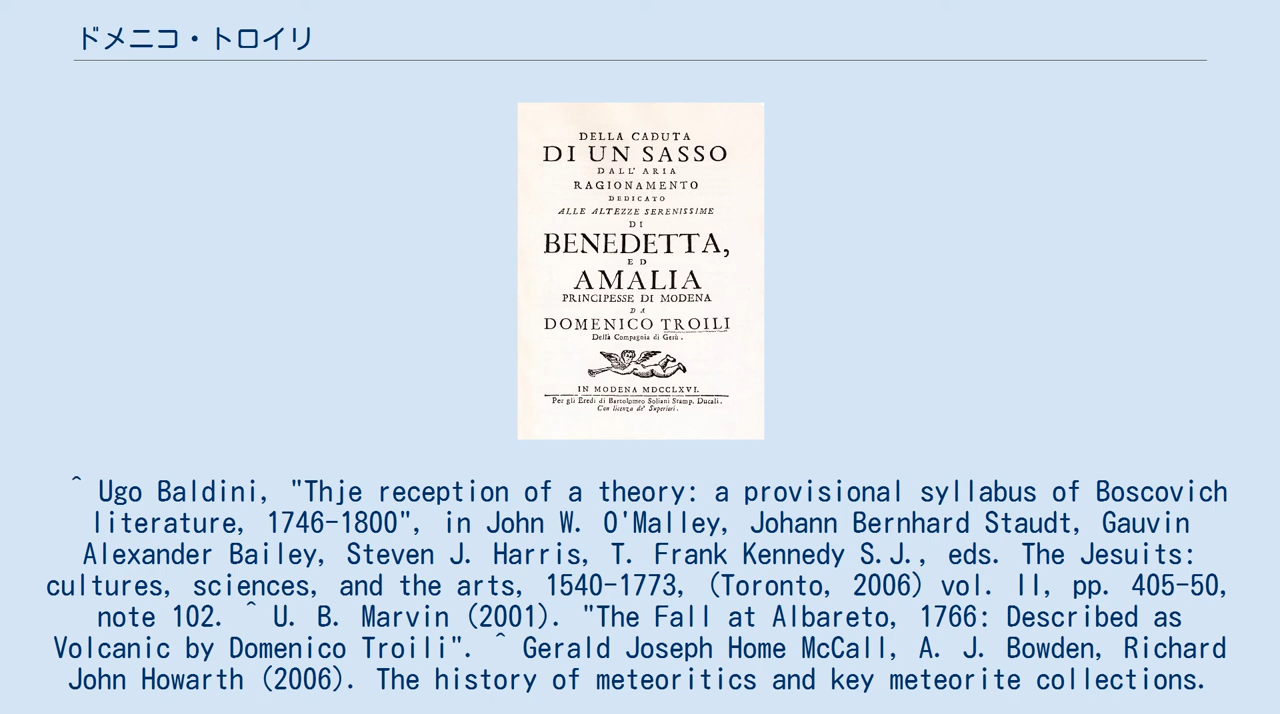 ドメニコ・トロイリ
DELLA CADUTA
DI UN SASSO
DALL' ARIA
RAGIONAMENTO
DEDICATO
ALLE ALTEZZE SERENISSIME
DI
BENEDETTA,
ED
AMALIA
PRINCIPESSE DI MODENA
DA
DOMENICO TROILI
Della Compagnia di Gesù.
IN MODENA MDCCLXVI.
Per gli Eredi di Bartolomeo Soliani Stamp. Ducali.
Con licenza de' Superiori.
^ Ugo Baldini, "Thje reception of a theory: a provisional syllabus of Boscovich
literature, 1746-1800", in John W. O'Malley, Johann Bernhard Staudt, Gauvin
Alexander Bailey, Steven J. Harris, T. Frank Kennedy S.J., eds. The Jesuits:
cultures, sciences, and the arts, 1540-1773, (Toronto, 2006) vol. II, pp. 405-50,
note 102. ^ U. B. Marvin (2001). "The Fall at Albareto, 1766: Described as
Volcanic by Domenico Troili". ^ Gerald Joseph Home McCall, A. J. Bowden, Richard
John Howarth (2006). The history of meteoritics and key meteorite collections.